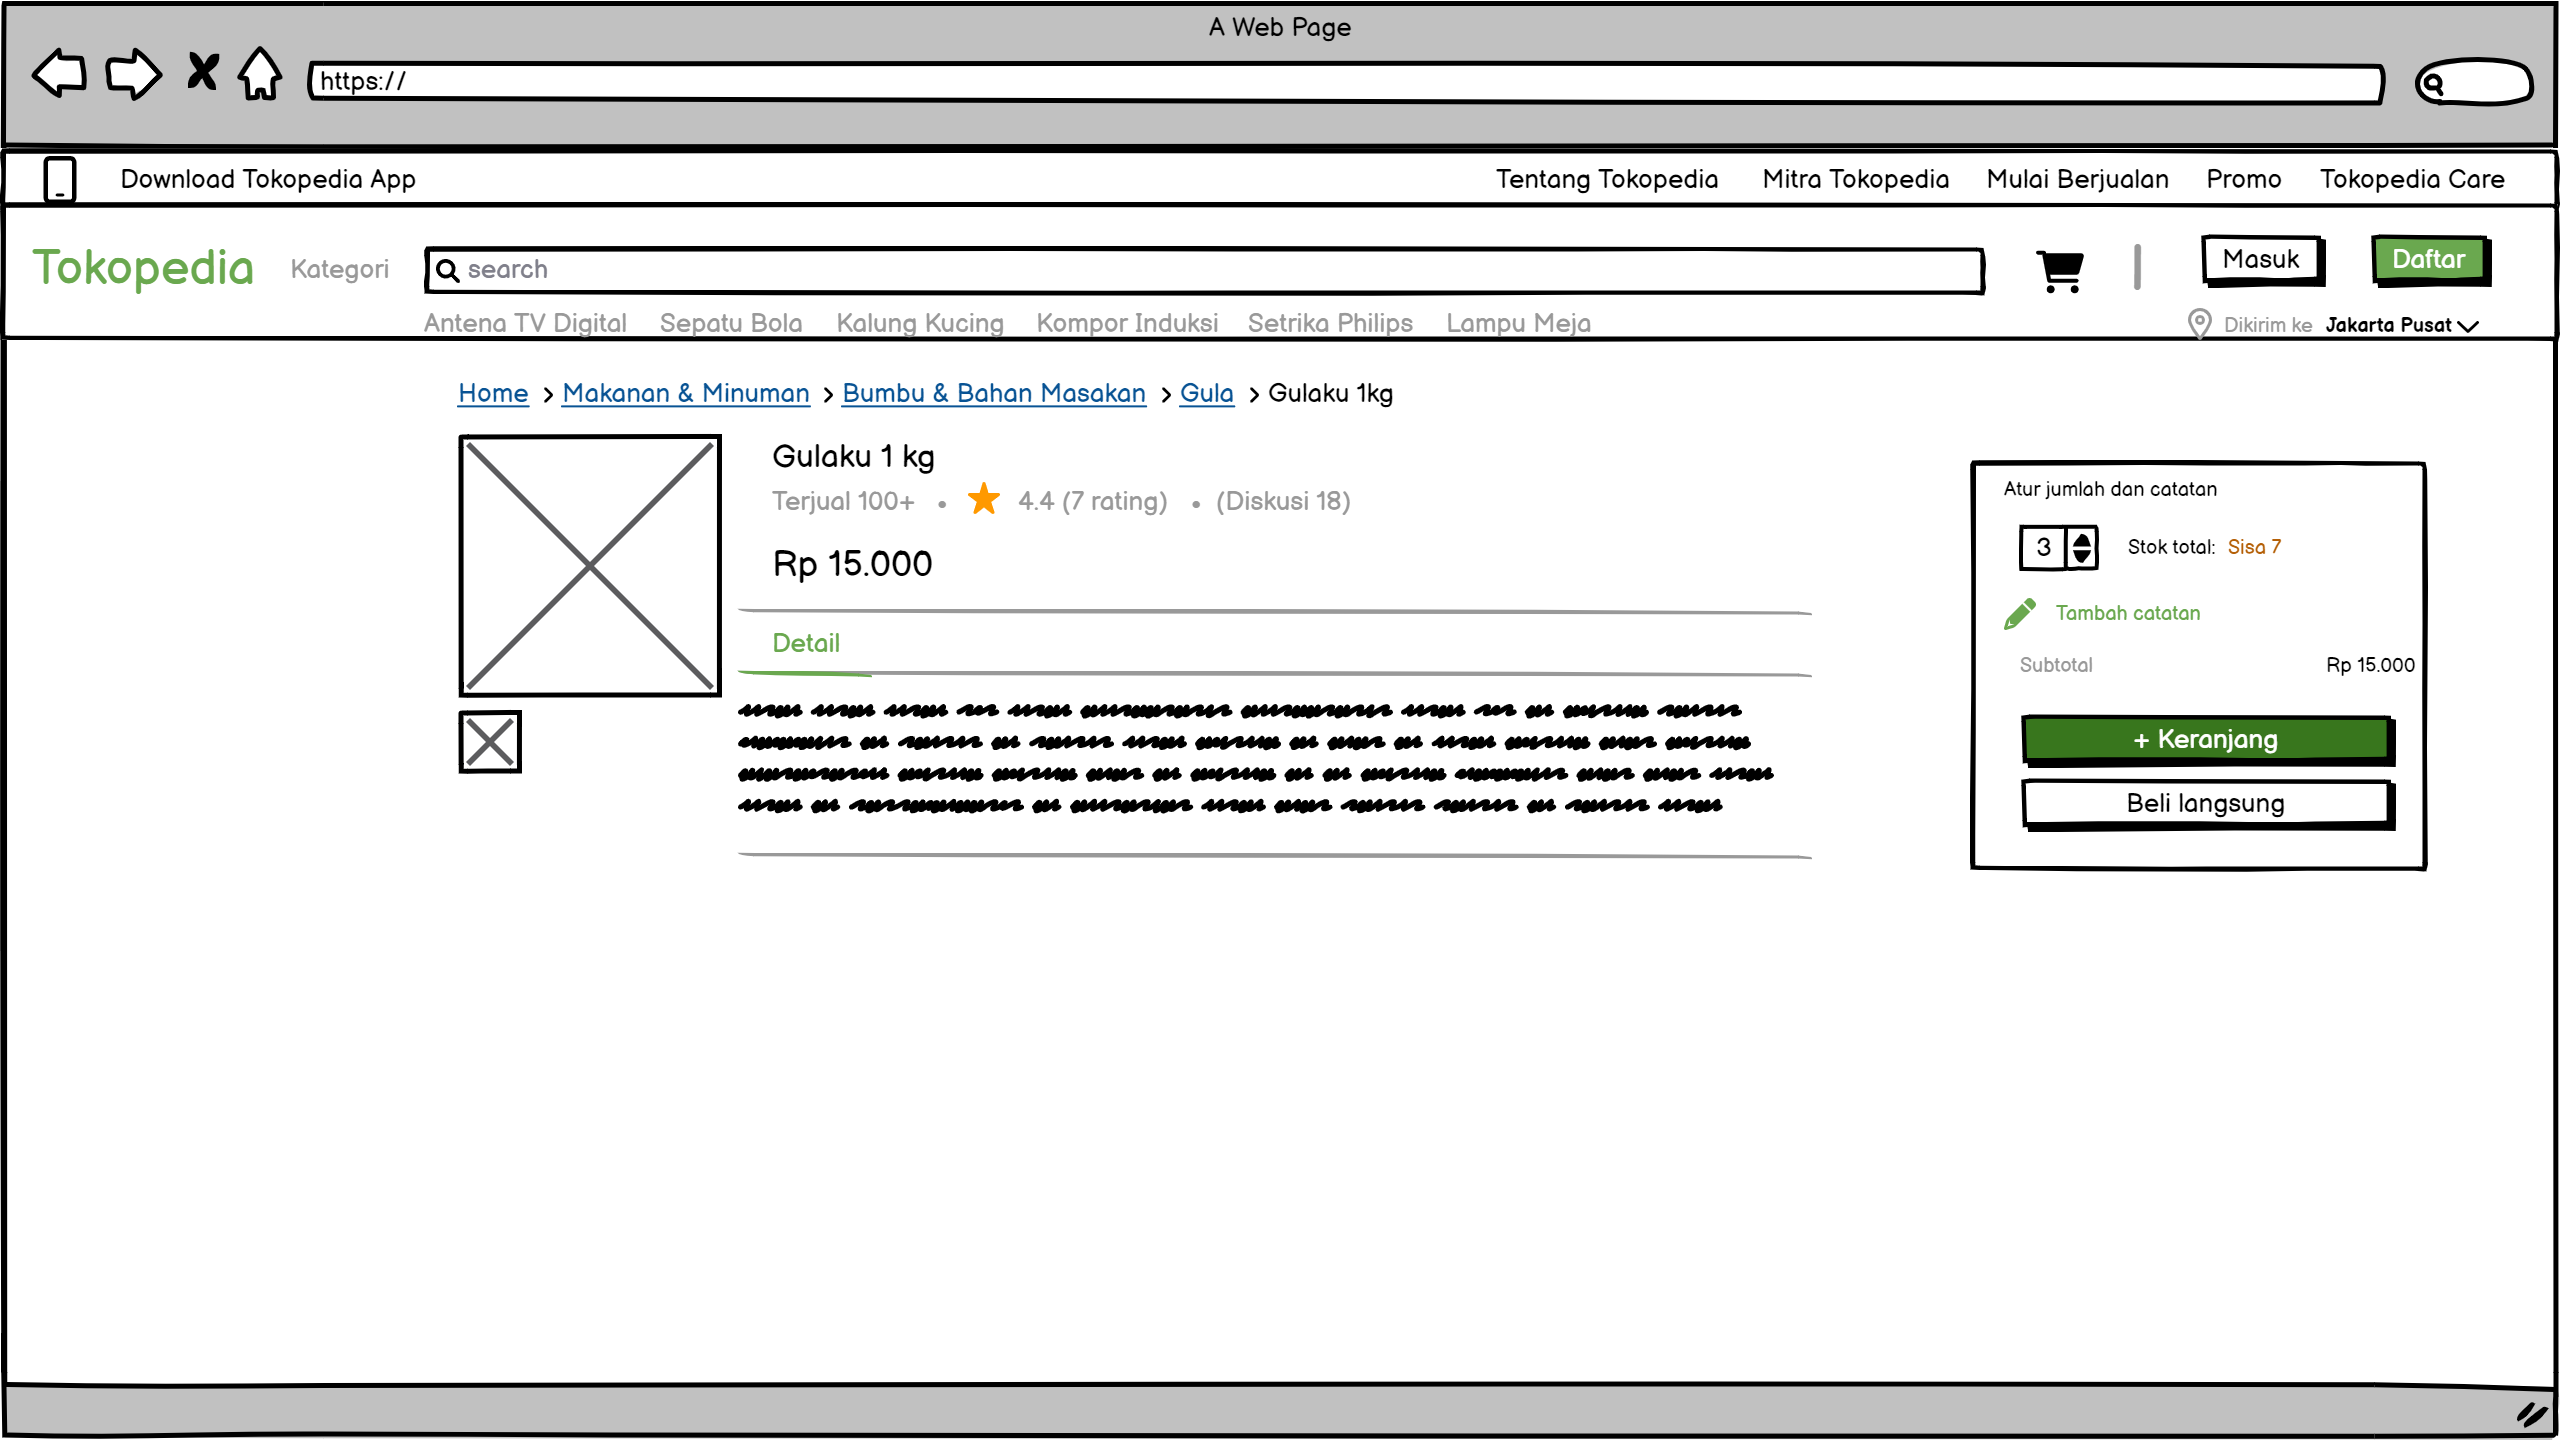 A Web Page
https://
Download Tokopedia App Tentang Tokopedia Mitra Tokopedia Mulai Berjualan Promo Tokopedia Care
Tokopedia Kategori search Masuk Daftar
Antena TV Digital Sepatu Bola Kalung Kucing Kompor Induksi Setrika Philips Lampu Meja Dikirim ke Jakarta Pusat
Home > Makanan & Minuman > Bumbu & Bahan Masakan > Gula > Gulaku 1kg
Gulaku 1 kg
Terjual 100+ • 4.4 (7 rating) • (Diskusi 18)
Rp 15.000
Detail
Atur jumlah dan catatan
3 Stok total: Sisa 7
Tambah catatan
Subtotal Rp 15.000
+ Keranjang
Beli langsung